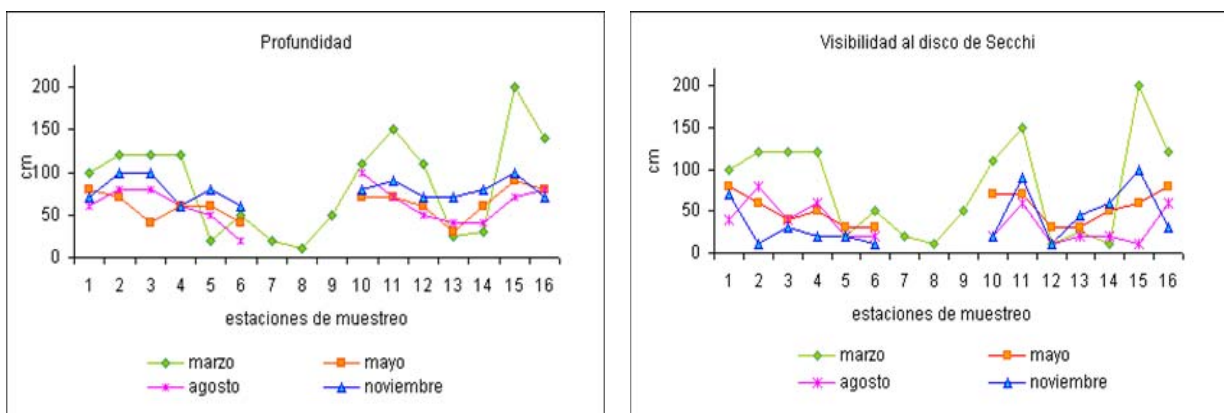 Profundidad
200
150
100
50
0
cm
1 2 3 4 5 6 7 8 9 10 11 12 13 14 15 16
estaciones de muestreo
marzo mayo
agosto noviembre
Visibilidad al disco de Secchi
200
150
100
50
0
cm
1 2 3 4 5 6 7 8 9 10 11 12 13 14 15 16
estaciones de muestreo
marzo mayo
agosto noviembre